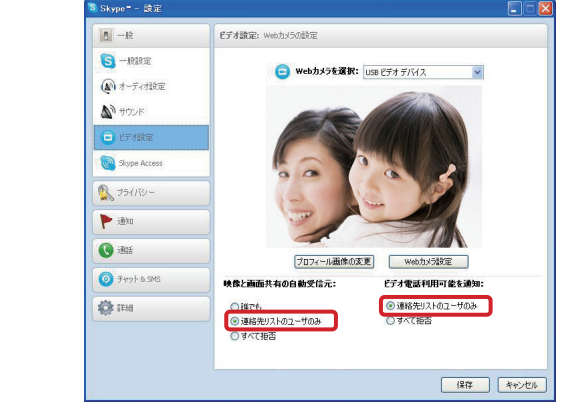 Skype™ - 設定
一般
ビデオ設定: Webカメラの設定
一般設定
オーディオ設定
サウンド
ビデオ設定
Skype Access
プライバシー
通知
通話
チャット & SMS
詳細
Webカメラを選択:
USB ビデオ デバイス
プロフィール画像の変更
Webカメラ設定
映像と画面共有の自動受信元:
誰でも
連絡先リストのユーザのみ
すべて拒否
ビデオ電話利用可能を通知:
連絡先リストのユーザのみ
すべて拒否
保存
キャンセル